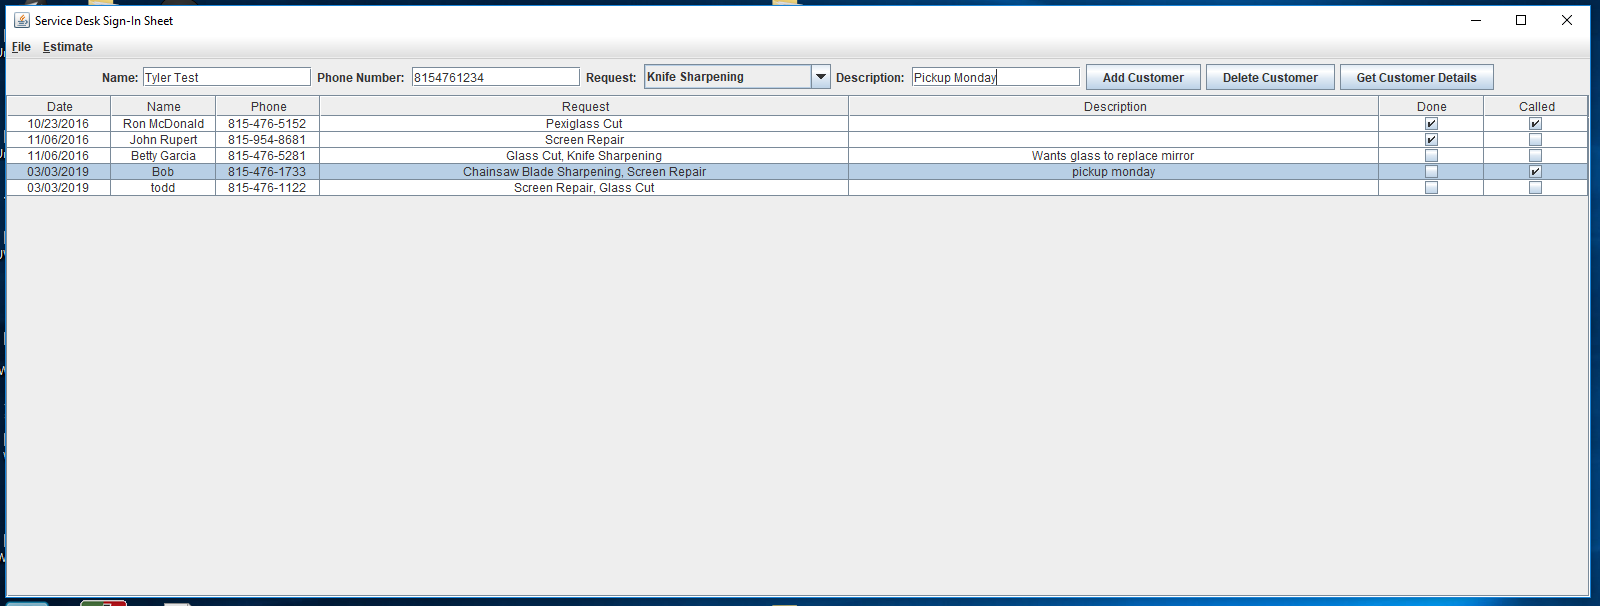 Service Desk Sign-In Sheet
File Estimate
Name: Tyler Test Phone Number: 8154761234 Request: Knife Sharpening Description: Pickup Monday Add Customer Delete Customer Get Customer Details
Date Name Phone Request Description Done Called
10/23/2016 Ron McDonald 815-476-5152 Pexiglass Cut
11/06/2016 John Rupert 815-954-8681 Screen Repair
11/06/2016 Betty Garcia 815-476-5281 Glass Cut, Knife Sharpening Wants glass to replace mirror
03/03/2019 Bob 815-476-1733 Chainsaw Blade Sharpening, Screen Repair pickup monday
03/03/2019 todd 815-476-1122 Screen Repair, Glass Cut